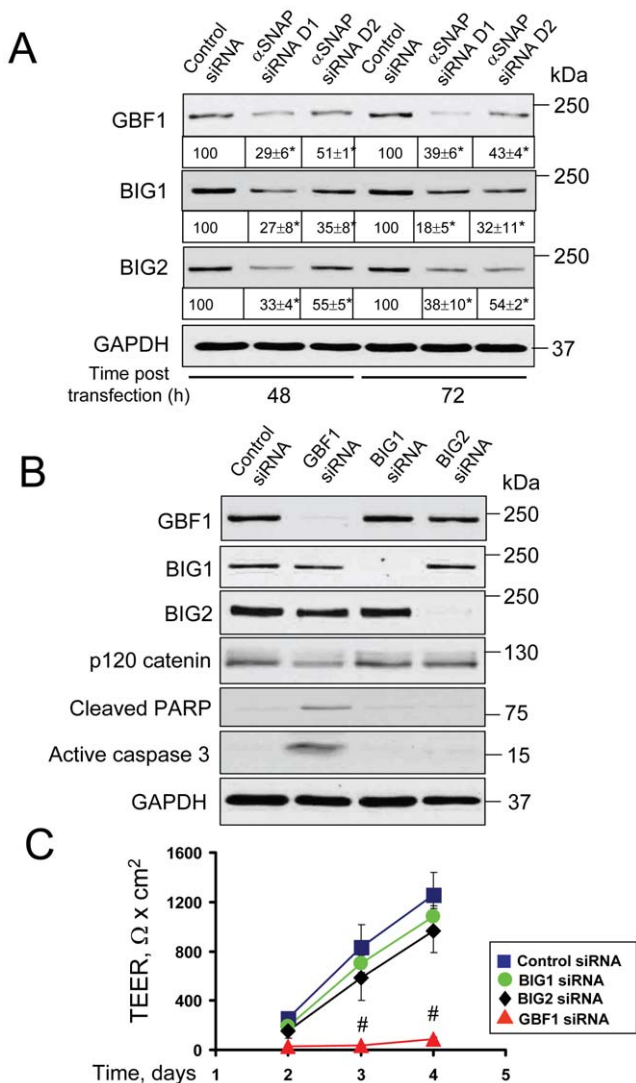 A
Control siRNA
αSNAP siRNA D1
αSNAP siRNA D2
Control siRNA
αSNAP siRNA D1
αSNAP siRNA D2
kDa
GBF1
250
100 29±6* 51±1* 100 39±6* 43±4*
BIG1
250
100 27±8* 35±8* 100 18±5* 32±11*
BIG2
250
100 33±4* 55±5* 100 38±10* 54±2*
GAPDH
37
Time post
transfection (h)
48 72
B
Control siRNA
GBF1 siRNA
BIG1 siRNA
BIG2 siRNA
kDa
GBF1
250
BIG1
250
BIG2
250
p120 catenin
130
Cleaved PARP
75
Active caspase 3
15
GAPDH
37
C
TEER, Ω x cm²
1600
1200
800
400
0
# #
Control siRNA
BIG1 siRNA
BIG2 siRNA
GBF1 siRNA
Time, days
1 2 3 4 5